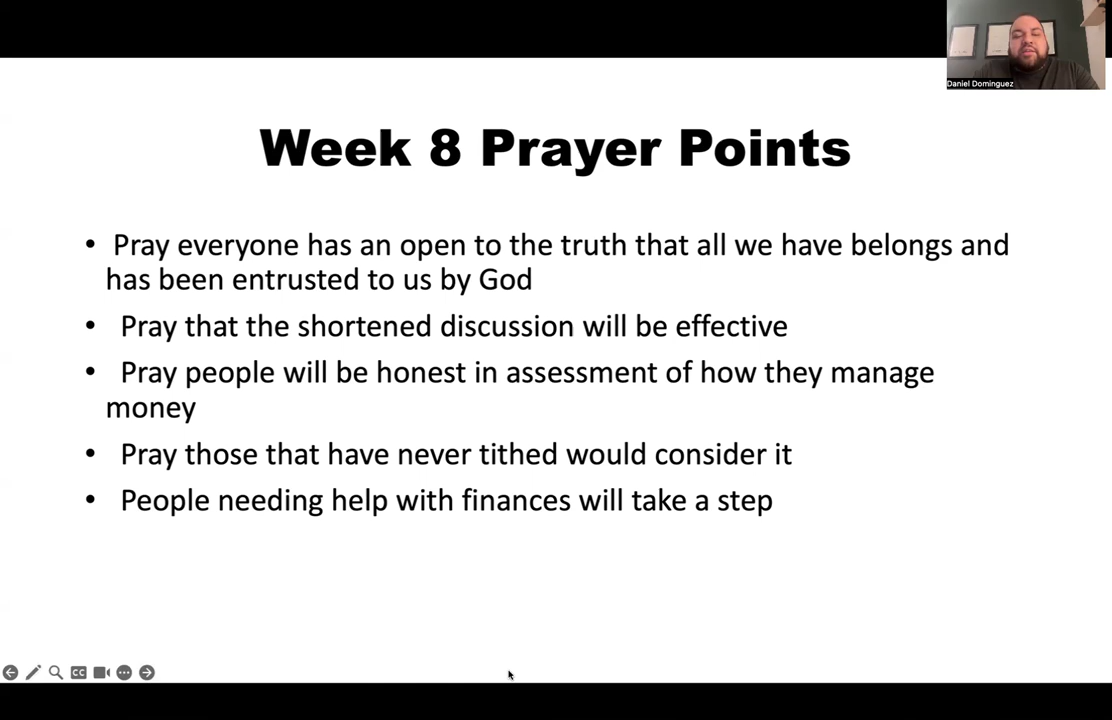 Daniel Dominguez
Week 8 Prayer Points
• Pray everyone has an open to the truth that all we have belongs and
has been entrusted to us by God
• Pray that the shortened discussion will be effective
• Pray people will be honest in assessment of how they manage
money
• Pray those that have never tithed would consider it
• People needing help with finances will take a step
CC